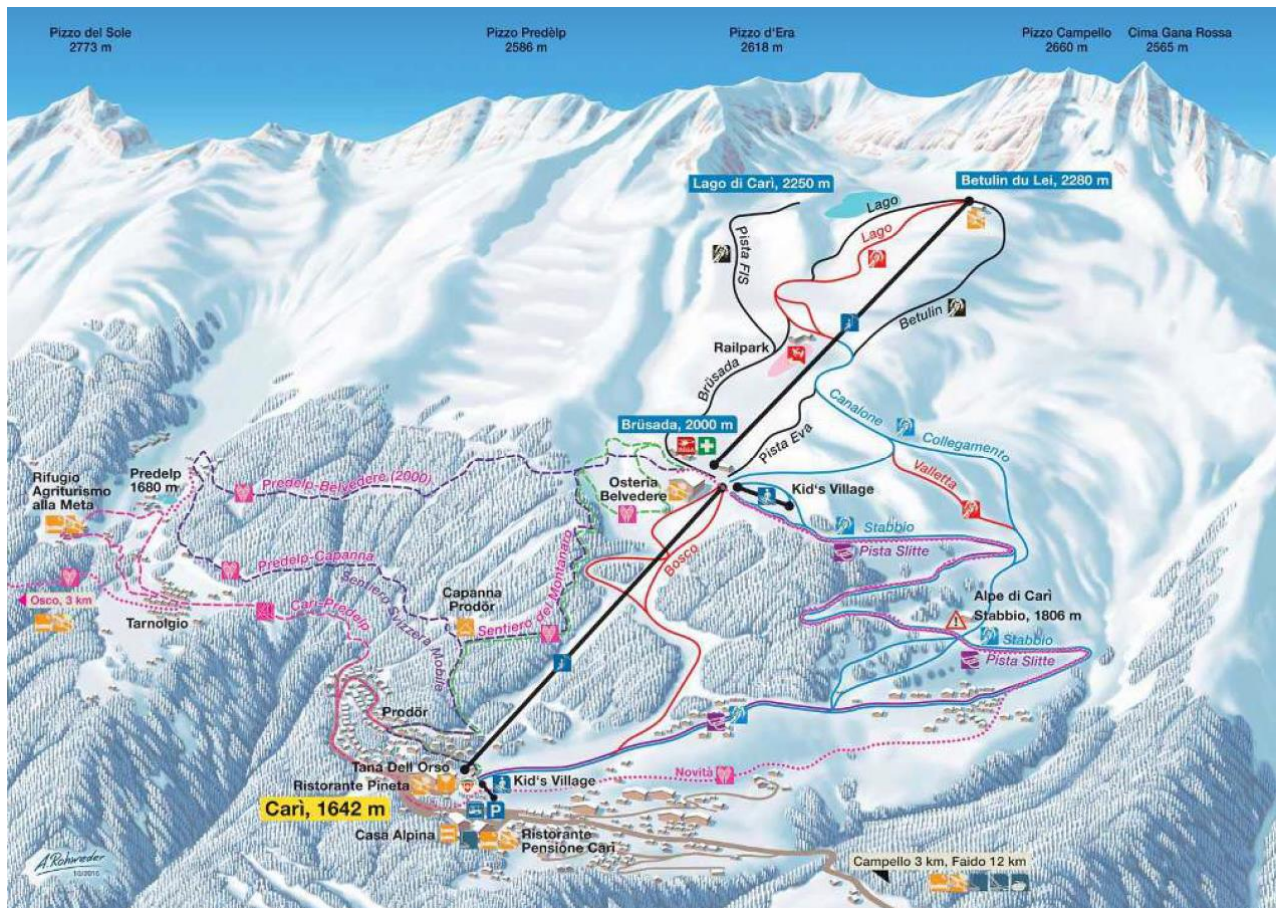 Pizzo del Sole
2773 m
Pizzo Predèlp
2586 m
Pizzo d'Era
2618 m
Pizzo Campello
2660 m
Cima Gana Rossa
2565 m
Lago di Carì, 2250 m
Betulin du Lei, 2280 m
Lago
Lago
Pista FIS
Betulin
Railpark
Brüsada
Canalone
Collegamento
Brüsada, 2000 m
Pista Eva
Valletta
Rifugio
Agriturismo
alla Meta
Predelp
1680 m
Predelp-Belvedere (2000)
Osteria
Belvedere
Kid's Village
Stabbio
Pista Slitte
Bosco
Predelp-Capanna
Sentiero Svizzera Mobile
Capanna
Prodör
Sentiero del Montanaro
Osco, 3 km
Tarnolgio
Carì-Predelp
Alpe di Carì
Stabbio, 1806 m
Stabbio
Pista Slitte
Prodör
Tana Dell Orso
Kid's Village
Novità
Ristorante Pineta
Carì, 1642 m
P
Casa Alpina
Ristorante
Pensione Carì
Campello 3 km, Faido 12 km
A. Rohweder